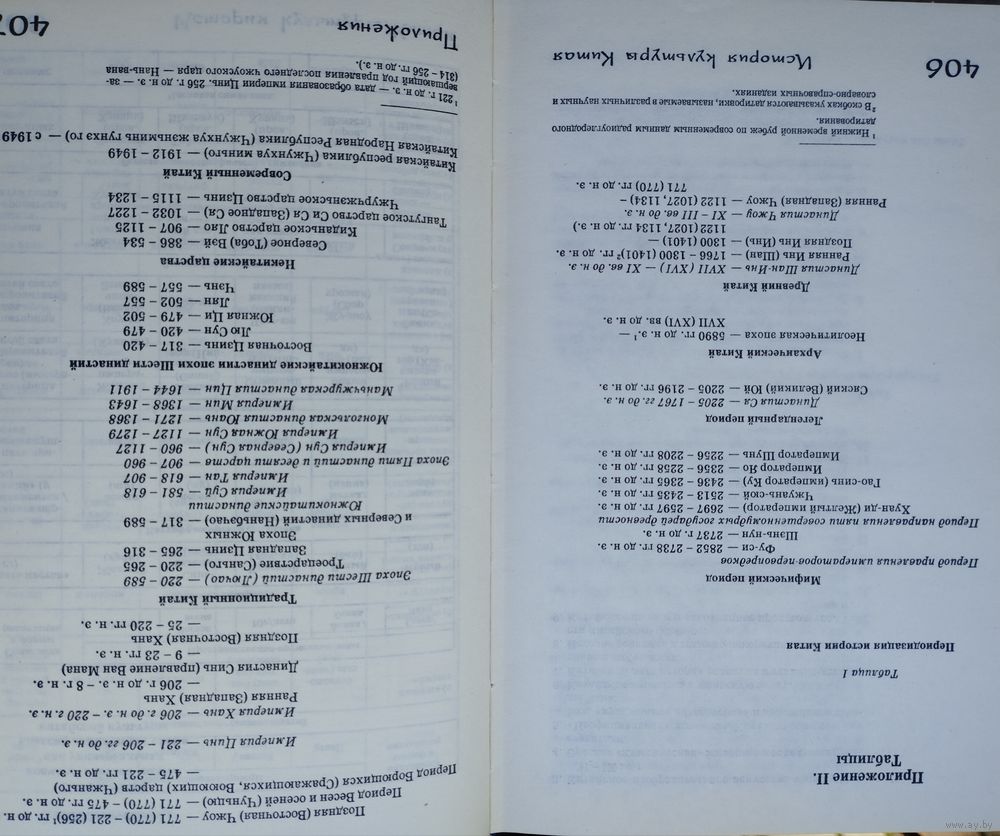 Приложение II.
Таблицы
Таблица 1
Периодизация истории Китая
Мифический период
Период правления императоров-первопредков
Фу-си — 2852 – 2738 гг. до н. э.
Шэнь-нун — 2737 г. до н. э.
Период направления пяти совершенномудрых государей древности
Хуан-ди (Желтый император) — 2697 – 2597 гг. до н. э.
Чжуань-сюй — 2513 – 2435 гг. до н. э.
Гао-синь (император Ку) — 2436 – 2365 гг. до н. э.
Император Яо — 2356 – 2258 гг. до н. э.
Император Шунь — 2256 – 2208 гг. до н. э.
Легендарный период
Династия Ся — 2205 – 1767 гг. до н. э.
Сяский (Великий) Юй — 2205 – 2196 гг. до н. э.
Архаический Китай
Неолитическая эпоха — 5890 гг. до н. э.¹ —
XVII (XVI) вв. до н. э.
Древний Китай
Династия Шан-Инь — XVII (XVI) — XI вв. до н. э.
Ранняя Инь (Шан) — 1766 – 1300 (1401)² гг. до н. э.
Поздняя Инь (Инь) — 1300 (1401) —
1122 (1027, 1134 гг. до н. э.)
Династия Чжоу — XI – III вв. до н. э.
Ранняя (Западная) Чжоу — 1122 (1027, 1134) –
771 (770) гг. до н. э.
¹ Нижний временной рубеж по современным данным радиоуглеродного
датирования.
² В скобках указываются датировки, называемые в различных научных и
словарно-справочных изданиях.
406
История культуры Китая
Поздняя (Восточная) Чжоу — 771 (770) – 221 (256)¹ гг. до н.
Период Весен и осеней (Чуньцю) — 771 (770) – 475 гг. до н. э.
Период Борющихся (Сражающихся, Воюющих) царств (Чжаньго)
— 475 – 221 гг. до н. э.
Империя Цинь — 221 – 206 гг. до н. э.
Империя Хань — 206 г. до н. э. – 220 г. н. э.
Ранняя (Западная) Хань
— 206 г. до н. э. – 8 г. н. э.
Династия Синь (правление Ван Мана)
— 9 – 23 гг. н. э.
Поздняя (Восточная) Хань
— 25 – 220 гг. н. э.
Традиционный Китай
Эпоха Шести династий (Лючао) — 220 – 589
Троецарствие (Саньго) — 220 – 265
Западная Цзинь — 265 – 316
Эпоха Южных
и Северных династий (Наньбэчао) — 317 – 589
Южнокитайские династии
Империя Суй — 581 – 618
Империя Тан — 618 – 907
Эпоха Пяти династий и десяти царств — 907 – 960
Империя Сун (Северная Сун) — 960 – 1127
Империя Южная Сун — 1127 – 1279
Монгольская династия Юань — 1271 – 1368
Империя Мин — 1368 – 1643
Маньчжурская династия Цин — 1644 – 1911
Южнокитайские династии эпохи Шести династий
Восточная Цзинь — 317 – 420
Лю Сун — 420 – 479
Южная Ци — 479 – 502
Лян — 502 – 557
Чэнь — 557 – 589
Некитайские царства
Северное (Тоба) Вэй — 386 – 534
Киданьское царство Ляо — 907 – 1125
Тангутское царство Си Ся (Западное Ся) — 1032 – 1227
Чжурчжэньское царство Цзинь — 1115 – 1234
Современный Китай
Китайская республика (Чжунхуа миньго) — 1912 – 1949
Китайская Народная Республика (Чжунхуа жэньминь гунхэ го) — с 1949
¹ 221 г. до н. э. — дата образования империи Цинь. 256 г. до н. э. — за-
вершающий год правления последнего чжоуского царя — Нань-вана
(314 – 256 гг. до н. э.).
Приложения
407
www.ay.by